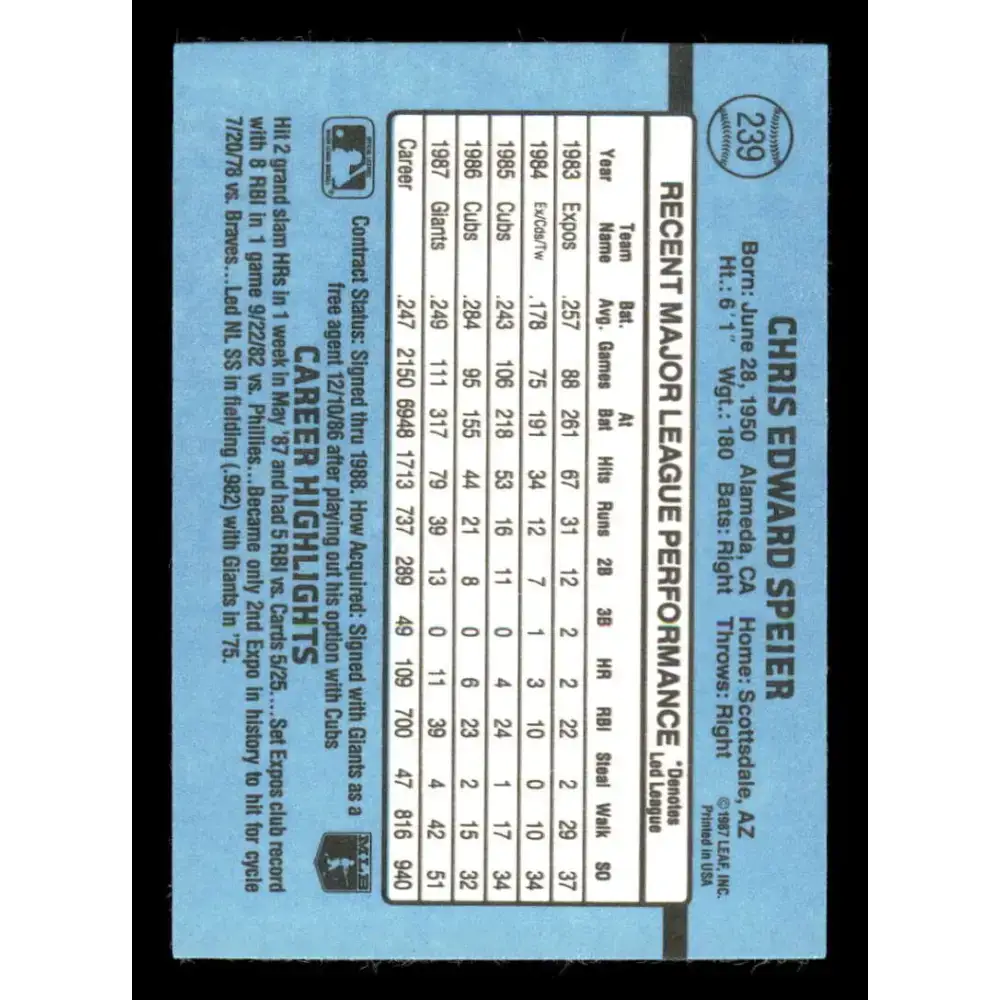 239
CHRIS EDWARD SPEIER
Born: June 28, 1950 Alameda, CA Home: Scottsdale, AZ
Ht.: 6'1" Wgt.: 180 Bats: Right Throws: Right
© 1987 LEAF, INC.
Printed in USA
RECENT MAJOR LEAGUE PERFORMANCE
*Denotes
Led League
Year Team Name Bat. Avg. Games At Bat Hits Runs 2B 3B HR RBI Steal Walk SO
1983 Expos .257 88 261 67 31 12 2 2 22 2 29 37
1984 Ex/Cds/Tw .178 75 191 34 12 7 1 3 10 0 10 34
1985 Cubs .243 106 218 53 16 11 0 4 24 1 17 34
1986 Cubs .284 95 155 44 21 8 0 6 23 2 15 32
1987 Giants .249 111 317 79 39 13 0 11 39 4 42 51
Career .247 2150 6948 1713 737 289 49 109 700 47 816 940
Contract Status: Signed thru 1988. How Acquired: Signed with Giants as a
free agent 12/10/86 after playing out his option with Cubs
MLB
CAREER HIGHLIGHTS
Hit 2 grand slam HRs in 1 week in May '87 and had 5 RBI vs. Cards 5/25....Set Expos club record
with 8 RBI in 1 game 9/22/82 vs. Phillies...Became only 2nd Expo in history to hit for cycle
7/20/78 vs. Braves...Led NL SS in fielding (.982) with Giants in '75.